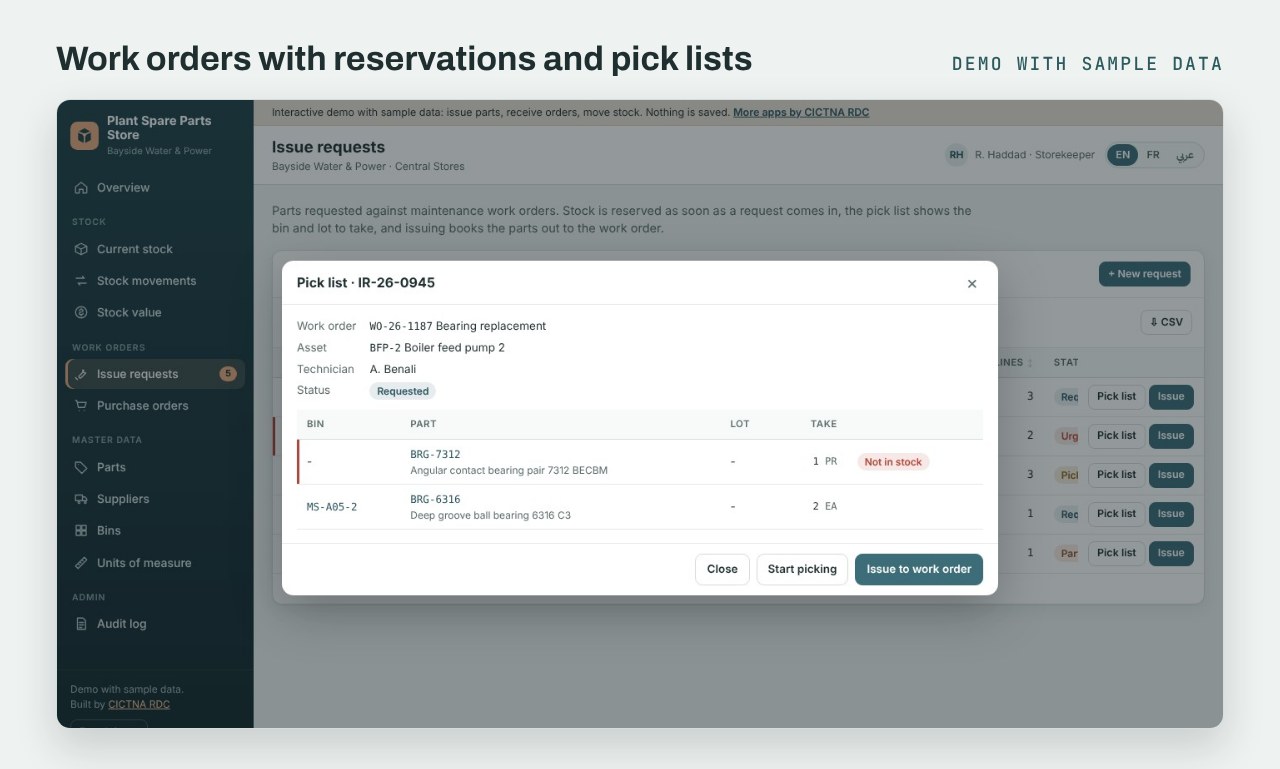 Work orders with reservations and pick lists
DEMO WITH SAMPLE DATA
Plant Spare Parts
Store
Bayside Water & Power
Overview
STOCK
Current stock
Stock movements
Stock value
WORK ORDERS
Issue requests 5
Purchase orders
MASTER DATA
Parts
Suppliers
Bins
Units of measure
ADMIN
Audit log
Demo with sample data.
Built by CICTNA RDC
Interactive demo with sample data: issue parts, receive orders, move stock. Nothing is saved. More apps by CICTNA RDC
Issue requests
Bayside Water & Power · Central Stores
RH R. Haddad · Storekeeper EN FR عربي
Parts requested against maintenance work orders. Stock is reserved as soon as a request comes in, the pick list shows the
bin and lot to take, and issuing books the parts out to the work order.
+ New request
⇩ CSV
STAT
3 Pick list Issue
2 Urg Pick list Issue
3 Pick list Issue
1 Pick list Issue
1 Par Pick list Issue
Pick list · IR-26-0945
×
Work order WO-26-1187 Bearing replacement
Asset BFP-2 Boiler feed pump 2
Technician A. Benali
Status Requested
BIN PART LOT TAKE
- BRG-7312 - 1 PR Not in stock
Angular contact bearing pair 7312 BECBM
MS-A05-2 BRG-6316 - 2 EA
Deep groove ball bearing 6316 C3
Close Start picking Issue to work order